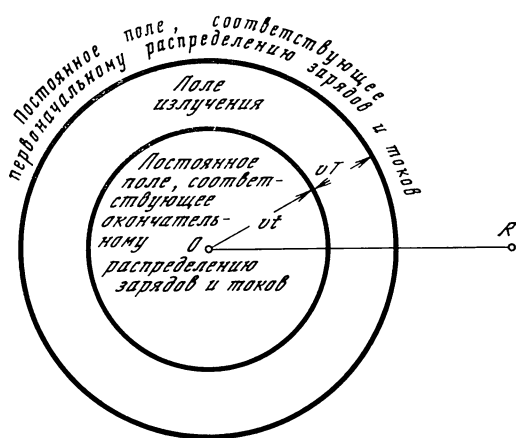 Постоянное поле, соответствующее
первоначальному распределению зарядов и токов
Поле
излучения
Постоянное
поле, соответ-
ствующее
окончатель-
ному
распределению
зарядов и токов
vT
vt
O
R